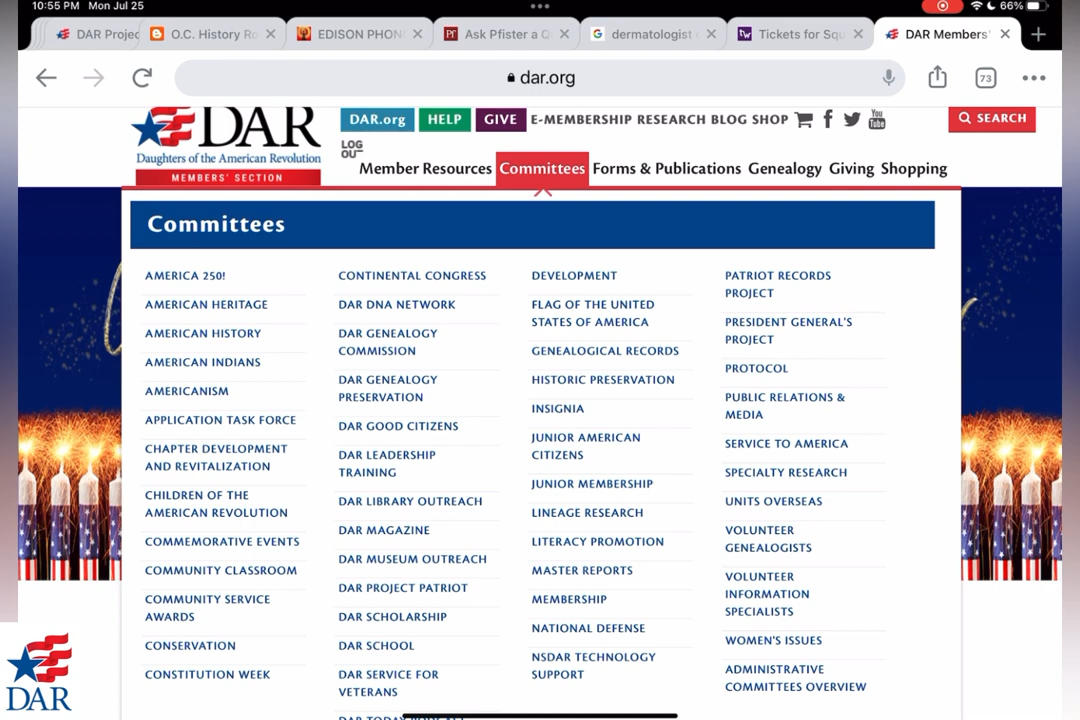 10:55 PM Mon Jul 25
66%
DAR Projec
O.C. History Ro
EDISON PHON
Ask Pfister a Q
dermatologist
Tickets for Squ
DAR Members'
dar.org
73
DAR
Daughters of the American Revolution
MEMBERS' SECTION
DAR.org HELP GIVE E-MEMBERSHIP RESEARCH BLOG SHOP
You Tube
SEARCH
LOG
OU
Member Resources Committees Forms & Publications Genealogy Giving Shopping
Committees
AMERICA 250!
AMERICAN HERITAGE
AMERICAN HISTORY
AMERICAN INDIANS
AMERICANISM
APPLICATION TASK FORCE
CHAPTER DEVELOPMENT
AND REVITALIZATION
CHILDREN OF THE
AMERICAN REVOLUTION
COMMEMORATIVE EVENTS
COMMUNITY CLASSROOM
COMMUNITY SERVICE
AWARDS
CONSERVATION
CONSTITUTION WEEK
CONTINENTAL CONGRESS
DAR DNA NETWORK
DAR GENEALOGY
COMMISSION
DAR GENEALOGY
PRESERVATION
DAR GOOD CITIZENS
DAR LEADERSHIP
TRAINING
DAR LIBRARY OUTREACH
DAR MAGAZINE
DAR MUSEUM OUTREACH
DAR PROJECT PATRIOT
DAR SCHOLARSHIP
DAR SCHOOL
DAR SERVICE FOR
VETERANS
DAR TODAY PODCAST
DEVELOPMENT
FLAG OF THE UNITED
STATES OF AMERICA
GENEALOGICAL RECORDS
HISTORIC PRESERVATION
INSIGNIA
JUNIOR AMERICAN
CITIZENS
JUNIOR MEMBERSHIP
LINEAGE RESEARCH
LITERACY PROMOTION
MASTER REPORTS
MEMBERSHIP
NATIONAL DEFENSE
NSDAR TECHNOLOGY
SUPPORT
PATRIOT RECORDS
PROJECT
PRESIDENT GENERAL'S
PROJECT
PROTOCOL
PUBLIC RELATIONS &
MEDIA
SERVICE TO AMERICA
SPECIALTY RESEARCH
UNITS OVERSEAS
VOLUNTEER
GENEALOGISTS
VOLUNTEER
INFORMATION
SPECIALISTS
WOMEN'S ISSUES
ADMINISTRATIVE
COMMITTEES OVERVIEW
DAR